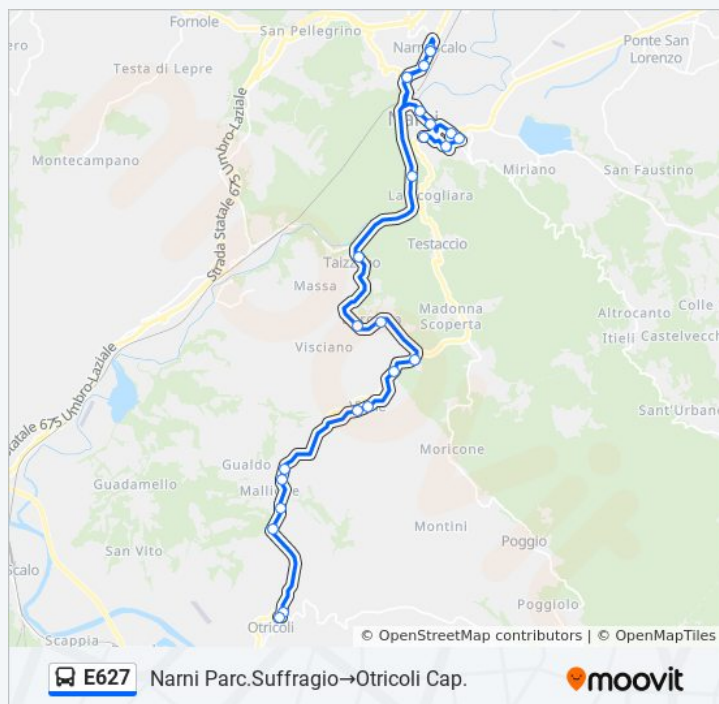 Fornole
San Pellegrino
Ponte San
Lorenzo
Testa di Lepre
Montecampano
Strada Statale 675 Umbro-Laziale
Miriano
San Faustino
Testaccio
Massa
Altrocanto
Colle
Itieli
Castelvecch
Madonna
Scoperta
Visciano
Statale 675 Umbro-Laziale
Sant'Urbano
Moricone
Gualdo
Guadamello
Montini
Poggio
San Vito
Scalo
Poggiolo
Otricoli
Scappia
© OpenStreetMap contributors | © OpenMapTiles
E627
Narni Parc.Suffragio→Otricoli Cap.
moovit